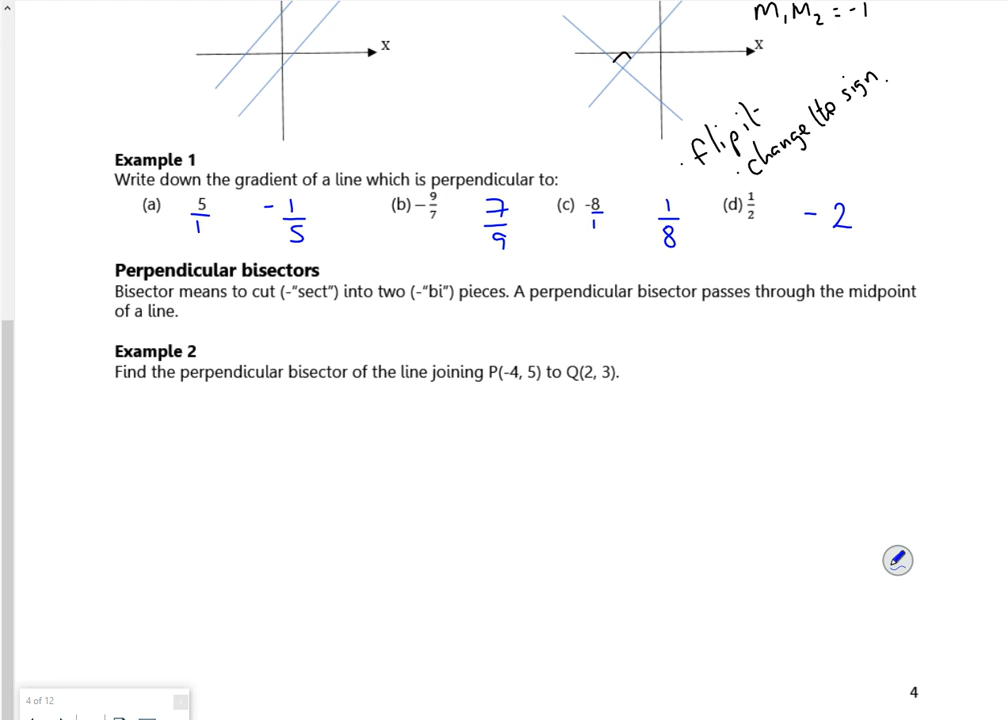 m₁m₂ = -1
x
x
. flip it
. change the sign.
Example 1
Write down the gradient of a line which is perpendicular to:
(a) 5/1 -1/5 (b) -9/7 7/9 (c) -8/1 1/8 (d) 1/2 -2
Perpendicular bisectors
Bisector means to cut (-"sect") into two (-"bi") pieces. A perpendicular bisector passes through the midpoint
of a line.
Example 2
Find the perpendicular bisector of the line joining P(-4, 5) to Q(2, 3).
4
4 of 12